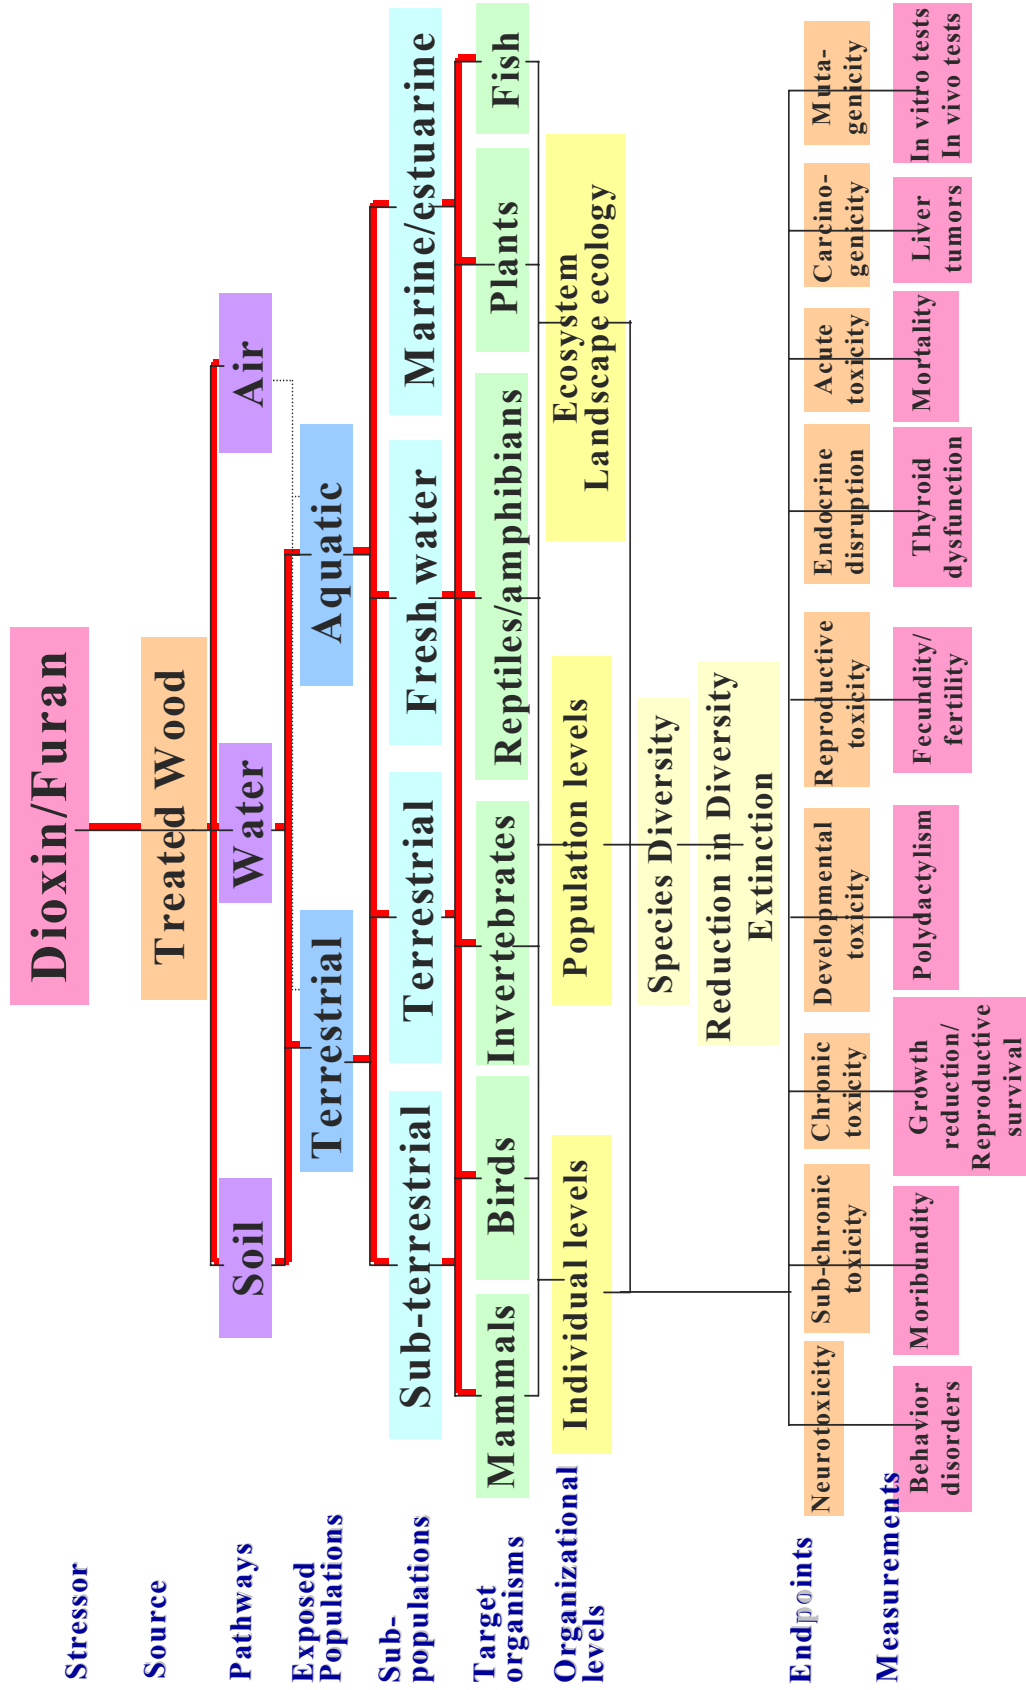 Stressor
Dioxin/Furan
Source
Treated Wood
Pathways
Soil
Water
Air
Exposed
Populations
Terrestrial
Aquatic
Sub-
populations
Sub-terrestrial
Terrestrial
Fresh water
Marine/estuarine
Target
organisms
Mammals
Birds
Invertebrates
Reptiles/amphibians
Plants
Fish
Organizational
levels
Individual levels
Population levels
Ecosystem
Landscape ecology
Species Diversity
Reduction in Diversity
Extinction
Endpoints
Neurotoxicity
Sub-chronic
toxicity
Chronic
toxicity
Developmental
toxicity
Reproductive
toxicity
Endocrine
disruption
Acute
toxicity
Carcino-
genicity
Muta-
genicity
Measurements
Behavior
disorders
Moribundity
Growth
reduction/
Reproductive
survival
Polydactylism
Fecundity/
fertility
Thyroid
dysfunction
Mortality
Liver
tumors
In vitro tests
In vivo tests